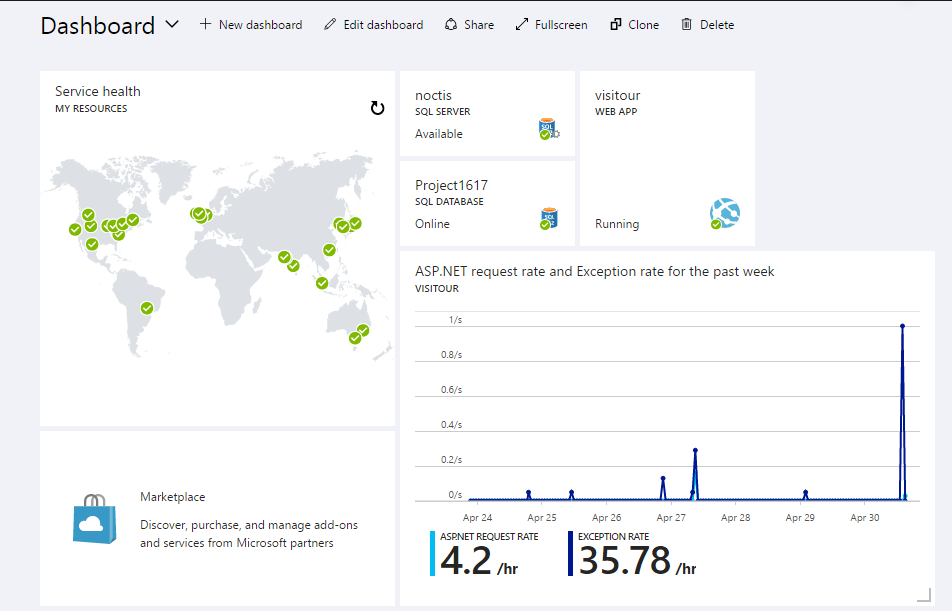 Dashboard
New dashboard
Edit dashboard
Share
Fullscreen
Clone
Delete
Service health
MY RESOURCES
noctis
SQL SERVER
Available
visitour
WEB APP
Running
Project1617
SQL DATABASE
Online
ASP.NET request rate and Exception rate for the past week
VISITOUR
1/s
0.8/s
0.6/s
0.4/s
0.2/s
0/s
Apr 24
Apr 25
Apr 26
Apr 27
Apr 28
Apr 29
Apr 30
ASP.NET REQUEST RATE
4.2 /hr
EXCEPTION RATE
35.78 /hr
Marketplace
Discover, purchase, and manage add-ons
and services from Microsoft partners